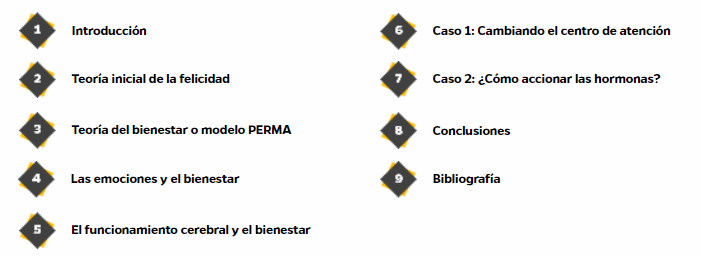 1 Introducción
2 Teoría inicial de la felicidad
3 Teoría del bienestar o modelo PERMA
4 Las emociones y el bienestar
5 El funcionamiento cerebral y el bienestar
6 Caso 1: Cambiando el centro de atención
7 Caso 2: ¿Cómo accionar las hormonas?
8 Conclusiones
9 Bibliografía